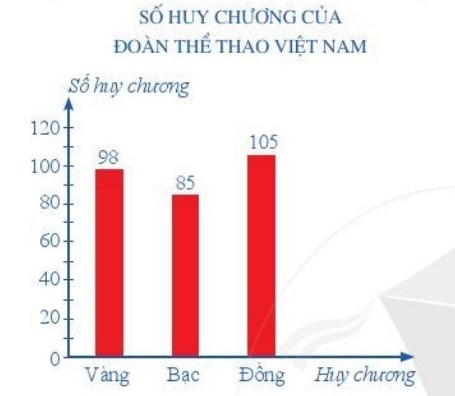 SỐ HUY CHƯƠNG CỦA
ĐOÀN THỂ THAO VIỆT NAM
Số huy chương
120
100
80
60
40
20
0
98
85
105
Vàng
Bạc
Đồng
Huy chương